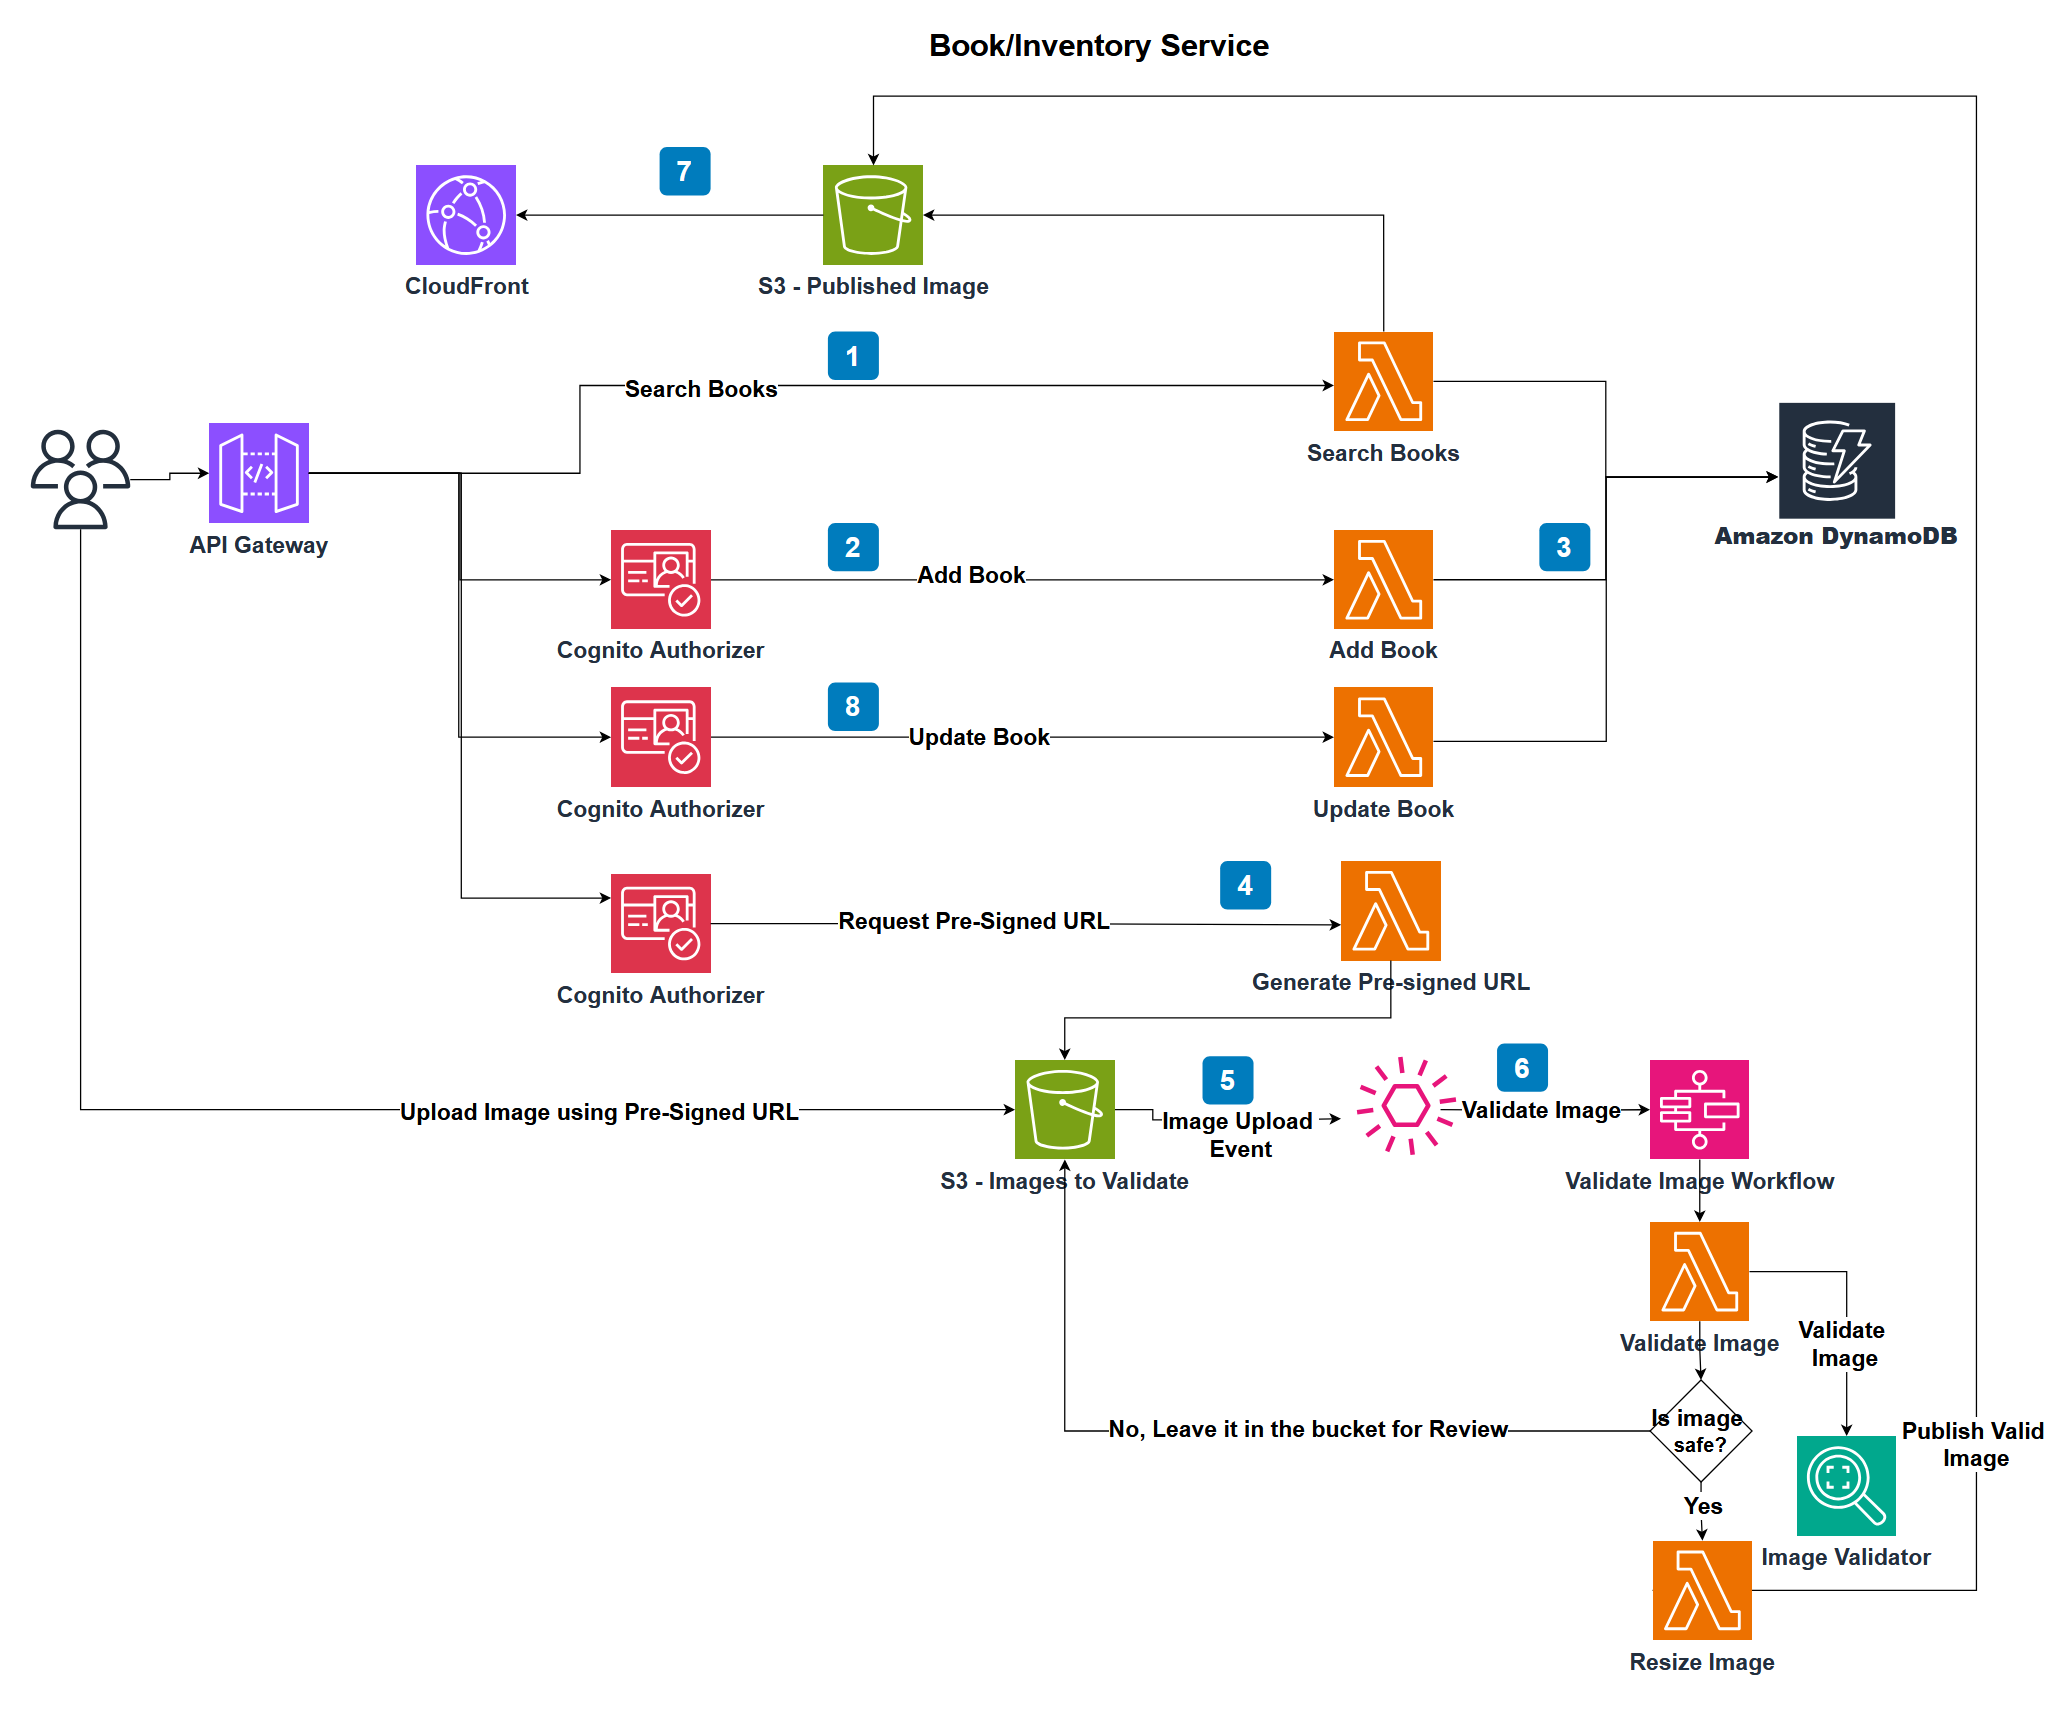 Book/Inventory Service
7
CloudFront
S3 - Published Image
1
Search Books
Search Books
API Gateway
Amazon DynamoDB
2
3
Add Book
Cognito Authorizer
Add Book
8
Update Book
Cognito Authorizer
Update Book
4
Request Pre-Signed URL
Cognito Authorizer
Generate Pre-signed URL
5
6
Upload Image using Pre-Signed URL
Image Upload
Event
Validate Image
S3 - Images to Validate
Validate Image Workflow
Validate Image
Validate
Image
No, Leave it in the bucket for Review
Is image
safe?
Publish Valid
Image
Yes
Image Validator
Resize Image